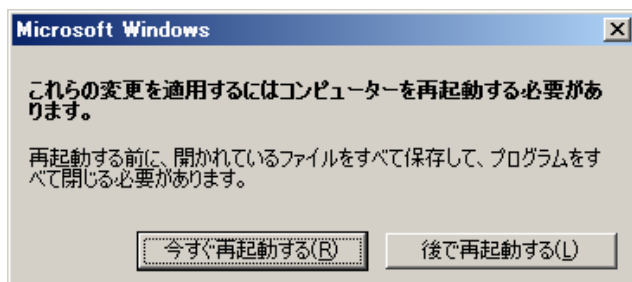 Microsoft Windows
これらの変更を適用するにはコンピューターを再起動する必要があ
ります。
再起動する前に、開かれているファイルをすべて保存して、プログラムをす
べて閉じる必要があります。
今すぐ再起動する(R)
後で再起動する(L)